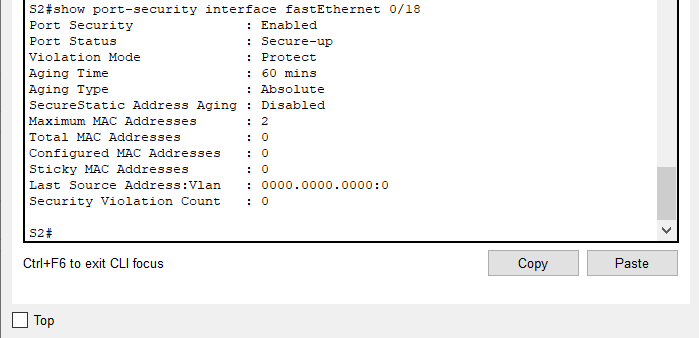 S2#show port-security interface fastEthernet 0/18
Port Security              : Enabled
Port Status                : Secure-up
Violation Mode             : Protect
Aging Time                 : 60 mins
Aging Type                 : Absolute
SecureStatic Address Aging : Disabled
Maximum MAC Addresses      : 2
Total MAC Addresses        : 0
Configured MAC Addresses   : 0
Sticky MAC Addresses       : 0
Last Source Address:Vlan   : 0000.0000.0000:0
Security Violation Count   : 0
S2#
Ctrl+F6 to exit CLI focus
Copy
Paste
Top